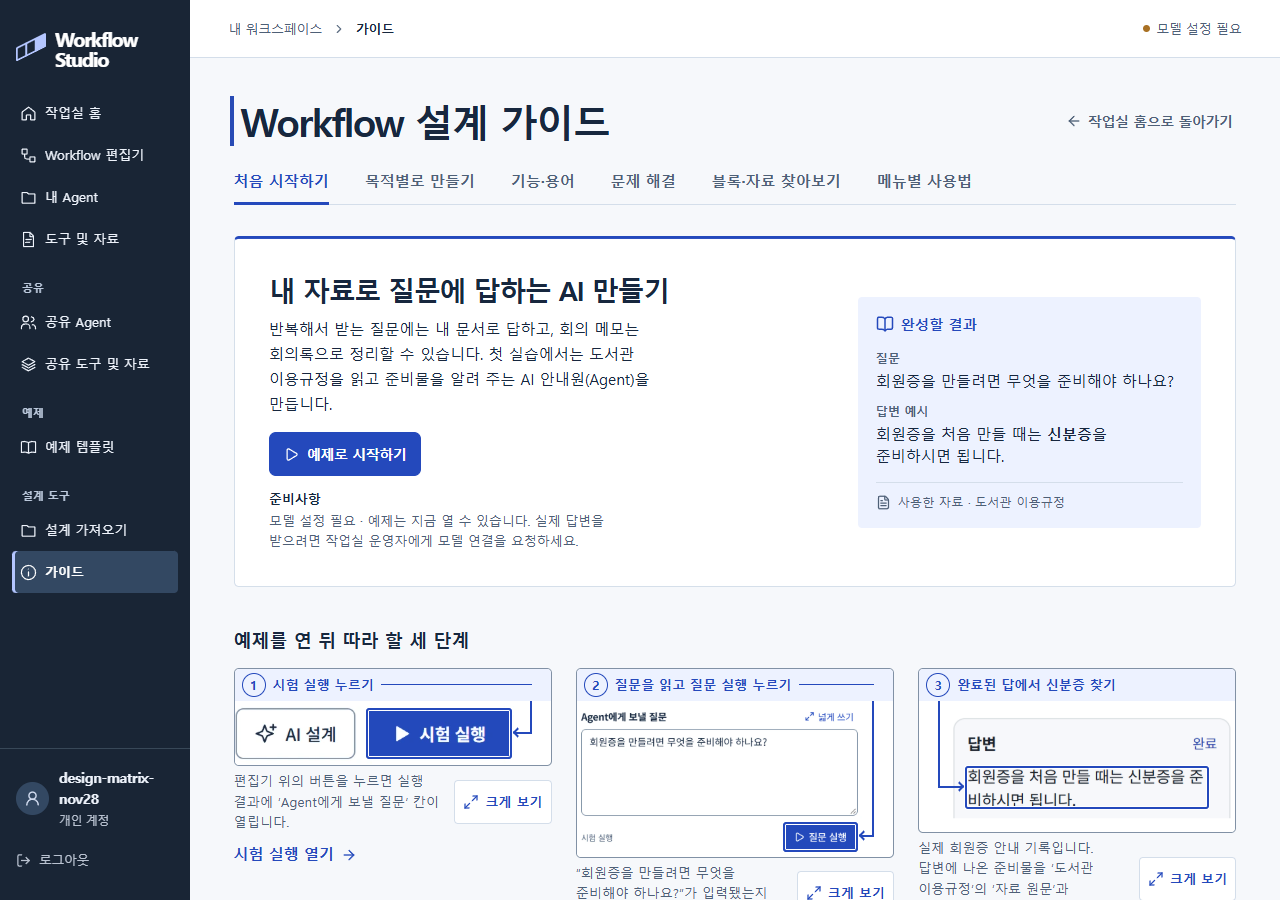 Workflow
Studio
작업실 홈
Workflow 편집기
내 Agent
도구 및 자료
공유
공유 Agent
공유 도구 및 자료
예제
예제 템플릿
설계 도구
설계 가져오기
가이드
design-matrix-
nov28
개인 계정
로그아웃
내 워크스페이스 > 가이드
모델 설정 필요
Workflow 설계 가이드
← 작업실 홈으로 돌아가기
처음 시작하기 목적별로 만들기 기능·용어 문제 해결 블록·자료 찾아보기 메뉴별 사용법
내 자료로 질문에 답하는 AI 만들기
반복해서 받는 질문에는 내 문서로 답하고, 회의 메모는
회의록으로 정리할 수 있습니다. 첫 실습에서는 도서관
이용규정을 읽고 준비물을 알려 주는 AI 안내원(Agent)을
만듭니다.
예제로 시작하기
준비사항
모델 설정 필요 · 예제는 지금 열 수 있습니다. 실제 답변을
받으려면 작업실 운영자에게 모델 연결을 요청하세요.
완성할 결과
질문
회원증을 만들려면 무엇을 준비해야 하나요?
답변 예시
회원증을 처음 만들 때는 신분증을
준비하시면 됩니다.
사용한 자료 · 도서관 이용규정
예제를 연 뒤 따라 할 세 단계
1 시험 실행 누르기
AI 설계
시험 실행
편집기 위의 버튼을 누르면 실행
결과에 ‘Agent에게 보낼 질문’ 칸이
열립니다.
크게 보기
시험 실행 열기 →
2 질문을 읽고 질문 실행 누르기
Agent에게 보낼 질문
넓게 쓰기
회원증을 만들려면 무엇을 준비해야 하나요?
시험 실행
질문 실행
“회원증을 만들려면 무엇을
준비해야 하나요?”가 입력됐는지
크게 보기
3 완료된 답에서 신분증 찾기
답변
완료
회원증을 처음 만들 때는 신분증을 준
비하시면 됩니다.
실제 회원증 안내 기록입니다.
답변에 나온 준비물을 ‘도서관
이용규정’의 ‘자료 원문’과
크게 보기